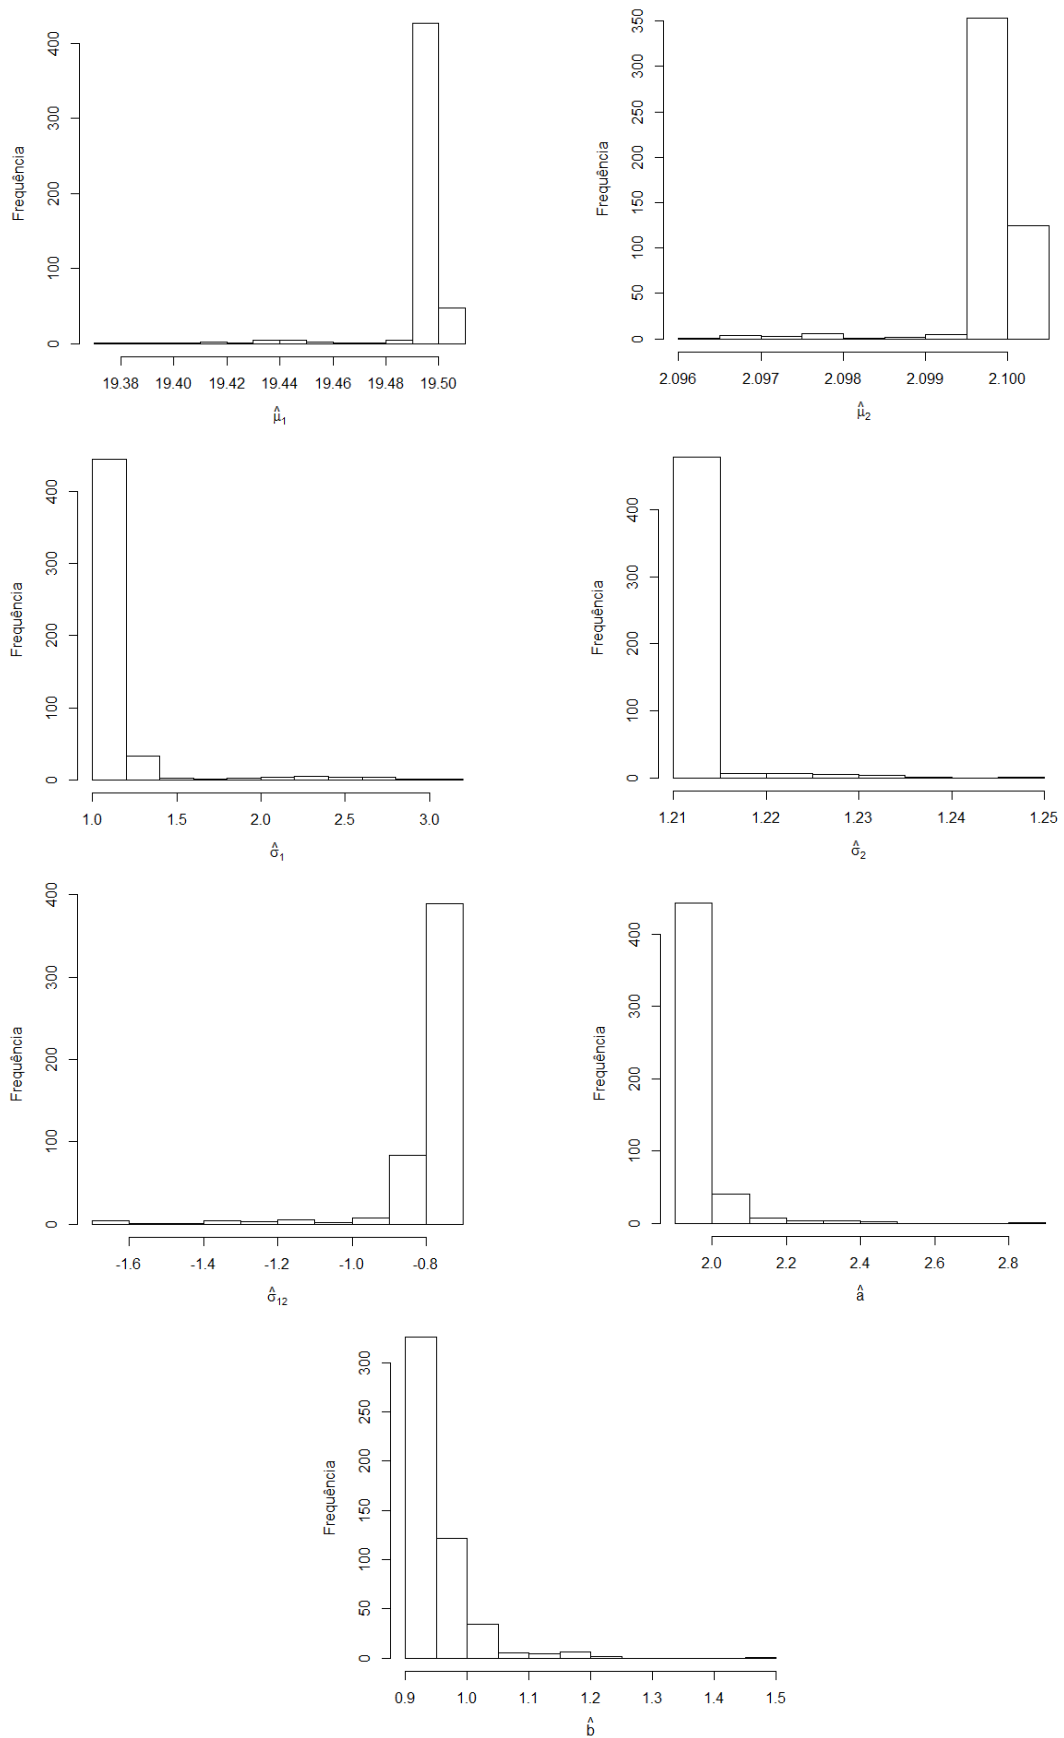 Frequência
0 100 200 300 400
19.38 19.40 19.42 19.44 19.46 19.48 19.50
μ̂1
Frequência
0 50 100 150 200 250 300 350
2.096 2.097 2.098 2.099 2.100
μ̂2
Frequência
0 100 200 300 400
1.0 1.5 2.0 2.5 3.0
σ̂1
Frequência
0 100 200 300 400
1.21 1.22 1.23 1.24 1.25
σ̂2
Frequência
0 100 200 300 400
-1.6 -1.4 -1.2 -1.0 -0.8
σ̂12
Frequência
0 100 200 300 400
2.0 2.2 2.4 2.6 2.8
â
Frequência
0 50 100 150 200 250 300
0.9 1.0 1.1 1.2 1.3 1.4 1.5
b̂